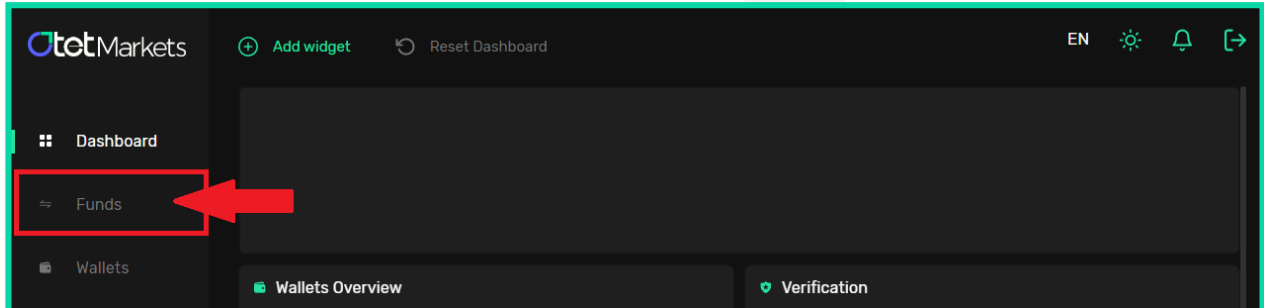 OtetMarkets
Add widget
Reset Dashboard
EN
Dashboard
Funds
Wallets
Wallets Overview
Verification